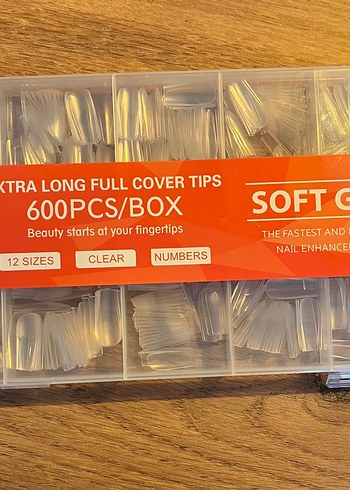 XTRA LONG FULL COVER TIPS
600PCS/BOX
Beauty starts at your fingertips
12 SIZES
CLEAR
NUMBERS
SOFT G
THE FASTEST AND
NAIL ENHANCE